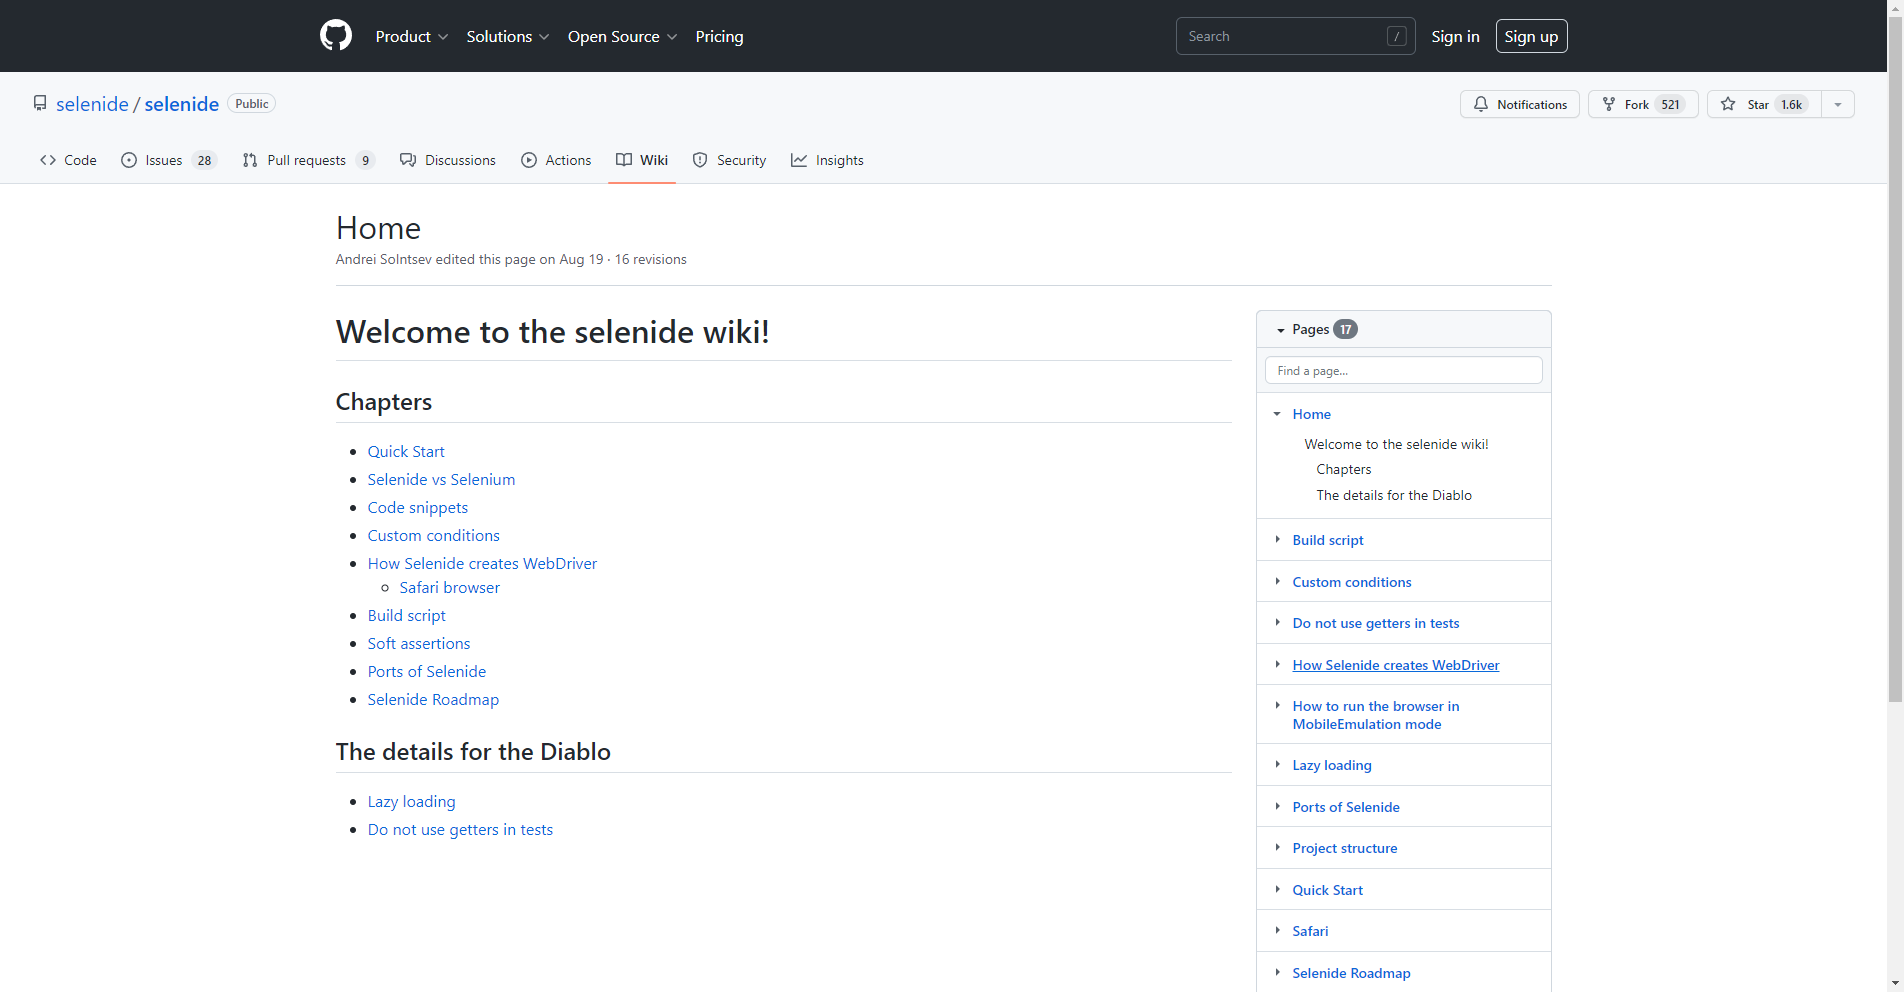 Product Solutions Open Source Pricing Search / Sign in Sign up
selenide / selenide Public Notifications Fork 521 Star 1.6k
Code Issues 28 Pull requests 9 Discussions Actions Wiki Security Insights
Home
Andrei Solntsev edited this page on Aug 19 · 16 revisions
Welcome to the selenide wiki!
Chapters
Quick Start
Selenide vs Selenium
Code snippets
Custom conditions
How Selenide creates WebDriver
Safari browser
Build script
Soft assertions
Ports of Selenide
Selenide Roadmap
The details for the Diablo
Lazy loading
Do not use getters in tests
Pages 17
Find a page...
Home
Welcome to the selenide wiki!
Chapters
The details for the Diablo
Build script
Custom conditions
Do not use getters in tests
How Selenide creates WebDriver
How to run the browser in
MobileEmulation mode
Lazy loading
Ports of Selenide
Project structure
Quick Start
Safari
Selenide Roadmap